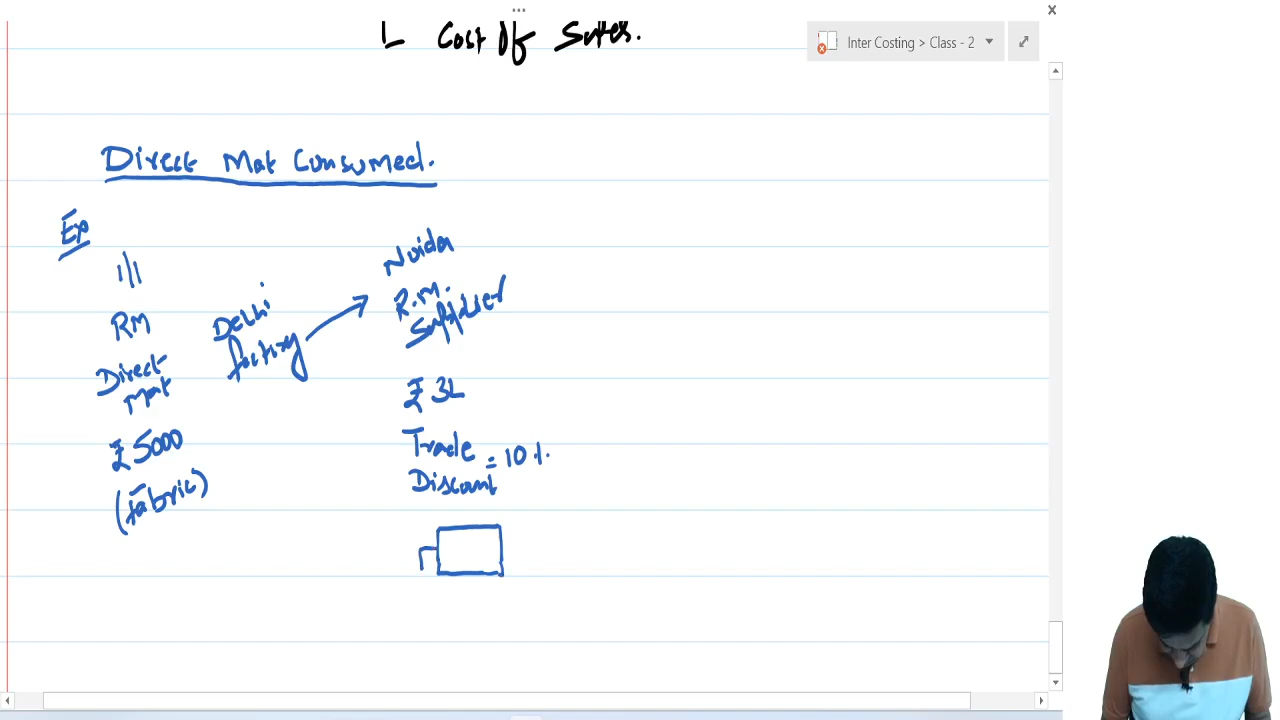 L Cost of Sales.
Inter Costing > Class - 2
Direct Mat Consumed.
Ex
1/1
RM
Direct
Mat
₹5000
(Fabric)
Delhi
factory
Noida
R.M.
Supplier
₹ 3L
Trade
Discount = 10%